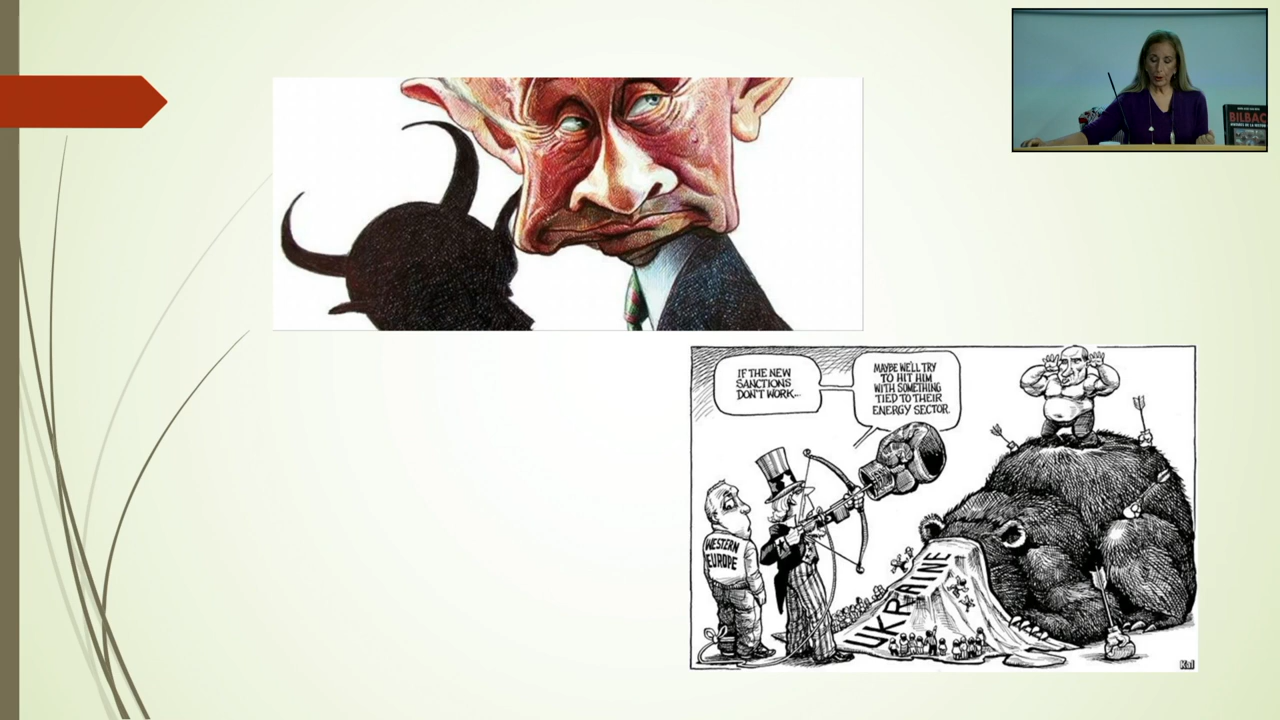 BILBAO
IF THE NEW
SANCTIONS
DON'T WORK...
MAYBE WE'LL TRY
TO HIT HIM
WITH SOMETHING
TIED TO THEIR
ENERGY SECTOR.
WESTERN
EUROPE
UKRAINE
Kal